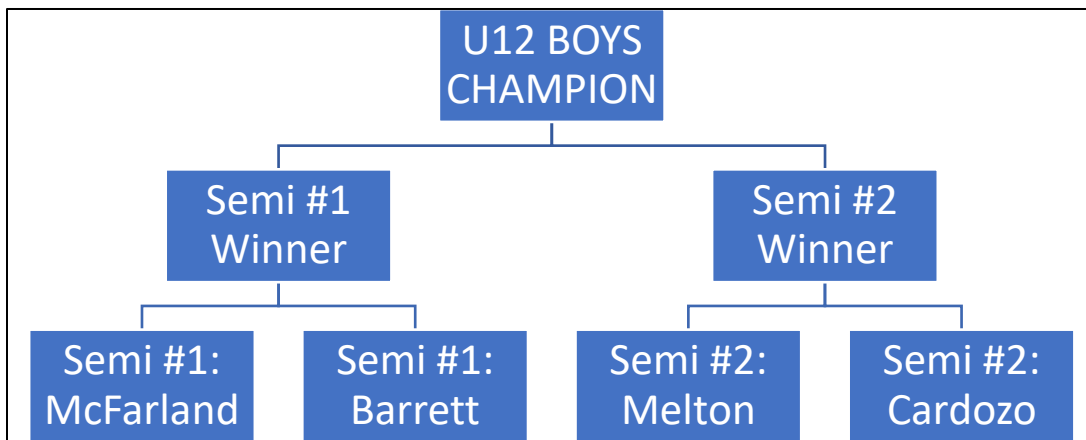 U12 BOYS
CHAMPION
Semi #1
Winner
Semi #2
Winner
Semi #1:
McFarland
Semi #1:
Barrett
Semi #2:
Melton
Semi #2:
Cardozo